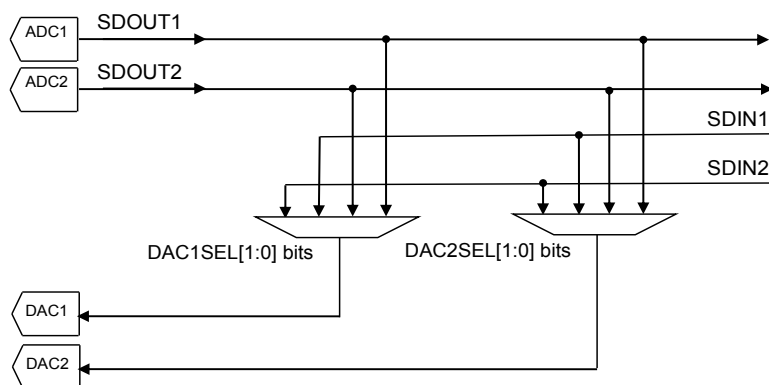 ADC1
SDOUT1
ADC2
SDOUT2
SDIN1
SDIN2
DAC1SEL[1:0] bits
DAC2SEL[1:0] bits
DAC1
DAC2